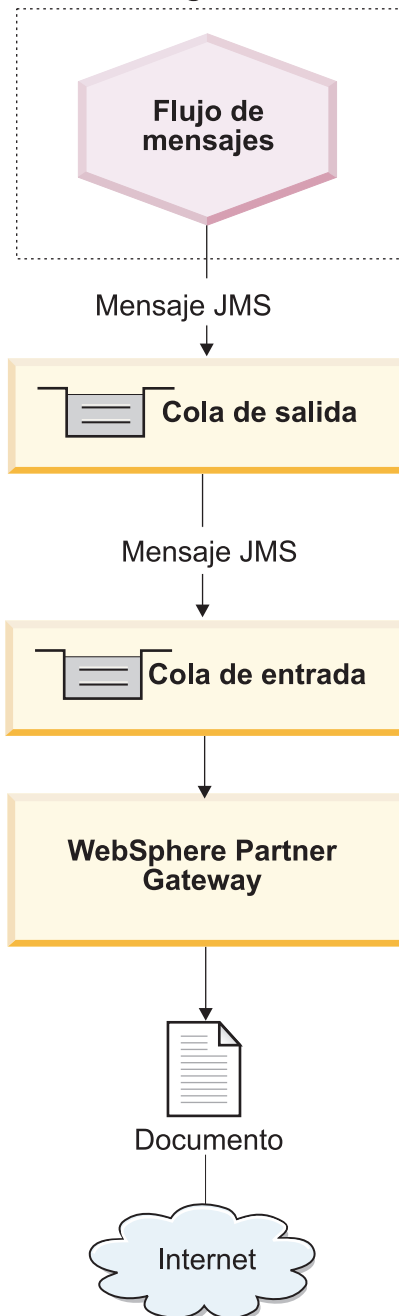 Flujo de
mensajes
Mensaje JMS
Cola de salida
Mensaje JMS
Cola de entrada
WebSphere Partner
Gateway
Documento
Internet